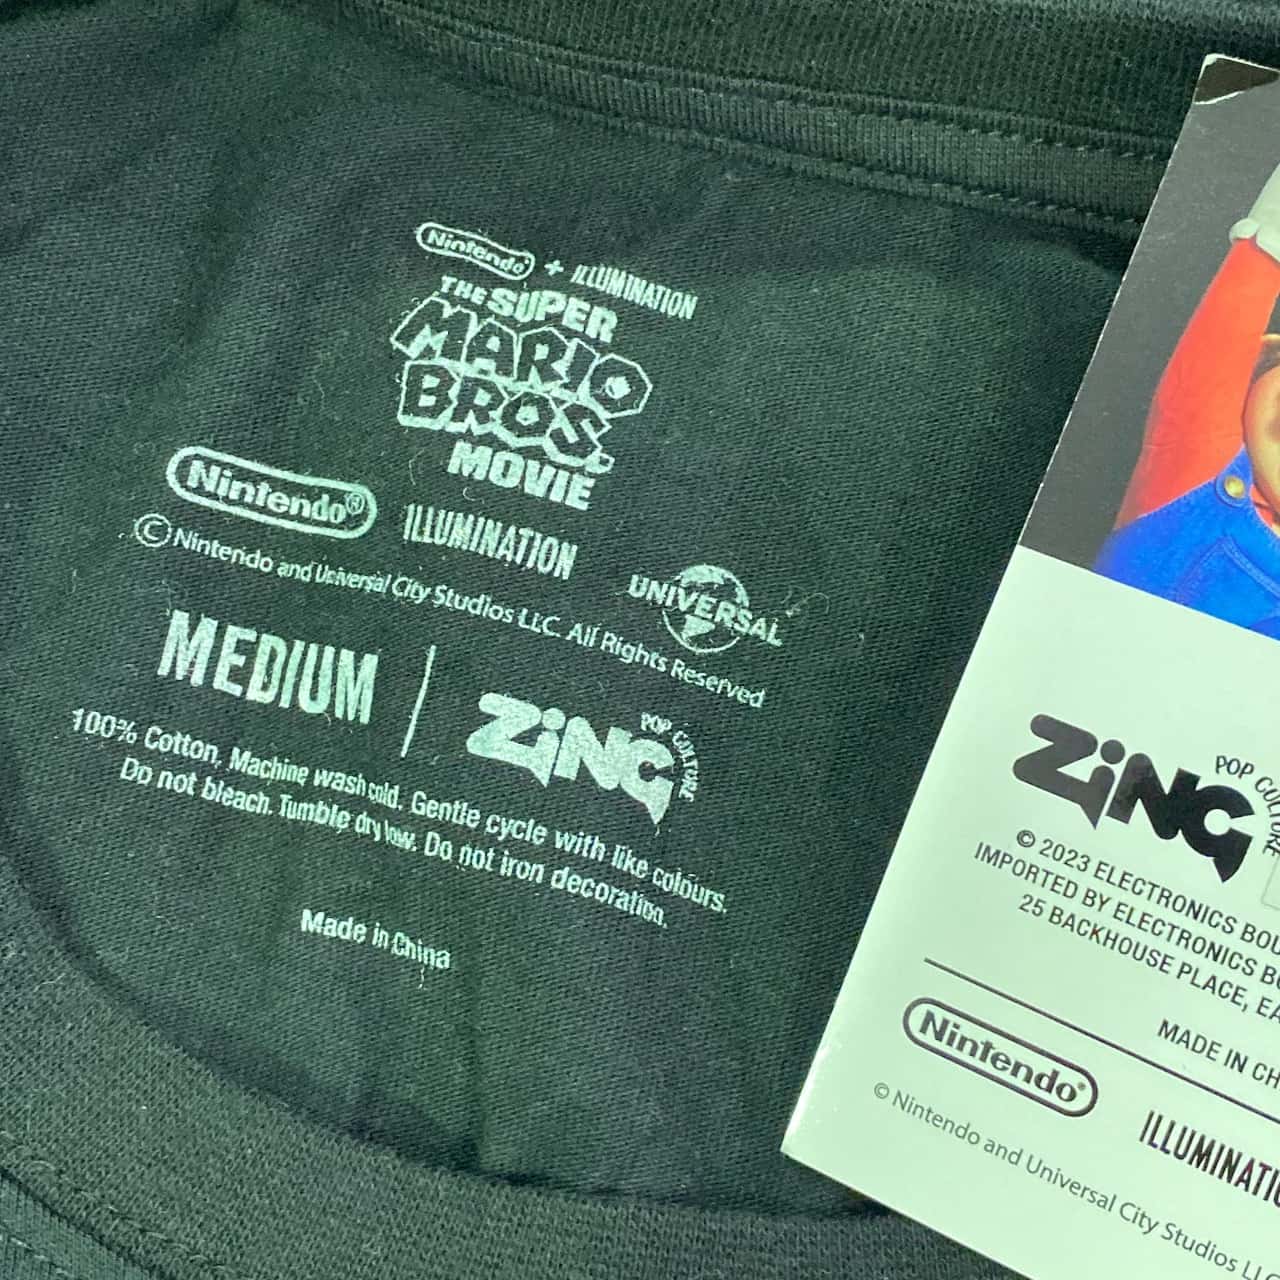 Nintendo + ILLUMINATION
THE SUPER
MARIO
BROS.
MOVIE
Nintendo® ILLUMINATION UNIVERSAL
© Nintendo and Universal City Studios LLC. All Rights Reserved
MEDIUM | ZiNG POP CULTURE
100% Cotton, Machine wash cold. Gentle cycle with like colours.
Do not bleach. Tumble dry low. Do not iron decoration.
Made in China
ZiNG POP CULTURE
© 2023 ELECTRONICS
IMPORTED BY ELECTRONICS
25 BACKHOUSE PLACE,
MADE IN
Nintendo®
© Nintendo and Universal City Studios